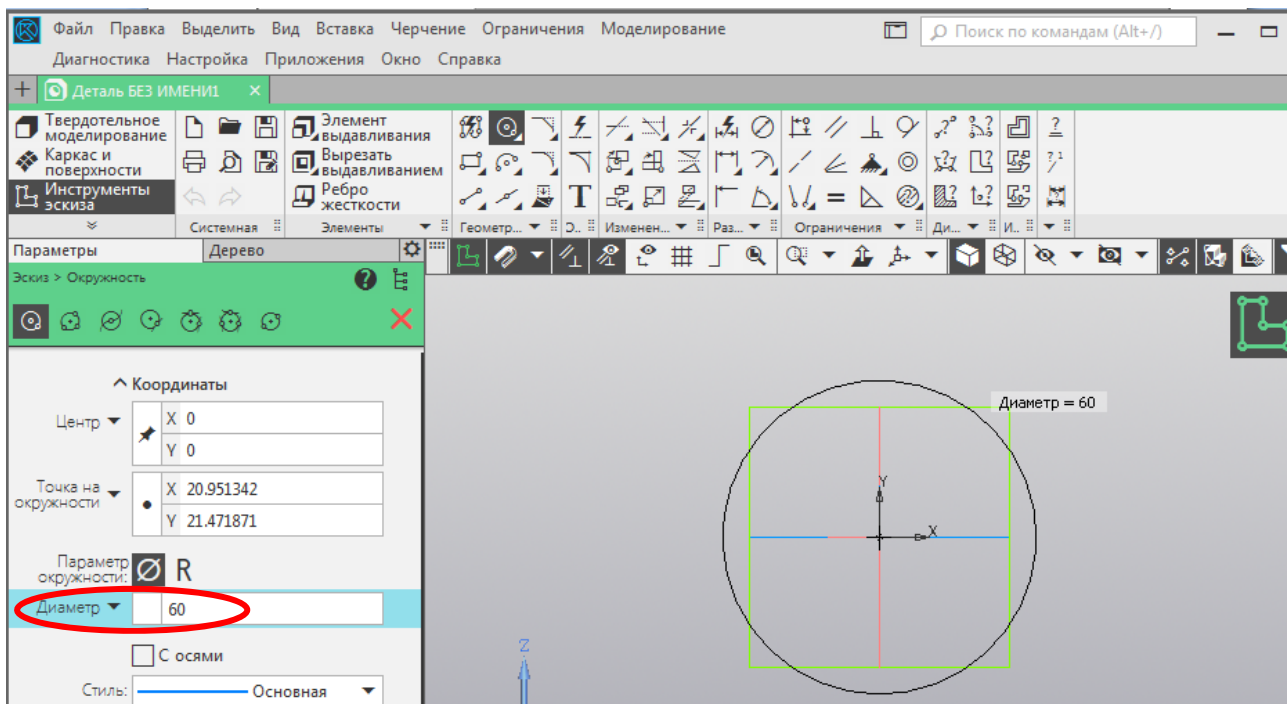 Файл Правка Выделить Вид Вставка Черчение Ограничения Моделирование
Поиск по командам (Alt+/)
Диагностика Настройка Приложения Окно Справка
+ Деталь БЕЗ ИМЕНИ1 ×
Твердотельное
моделирование
Каркас и
поверхности
Инструменты
эскиза
Системная
Элемент
выдавливания
Вырезать
выдавливанием
Ребро
жесткости
Элементы
T
Геометр... Э.. Изменен... Раз... Ограничения Ди... И..
Параметры Дерево
Эскиз > Окружность
?
Координаты
Центр X 0
Y 0
Точка на
окружности
X 20.951342
Y 21.471871
Параметр
окружности:
Ø R
Диаметр 60
С осями
Стиль: Основная
Диаметр = 60
Y
X
Z